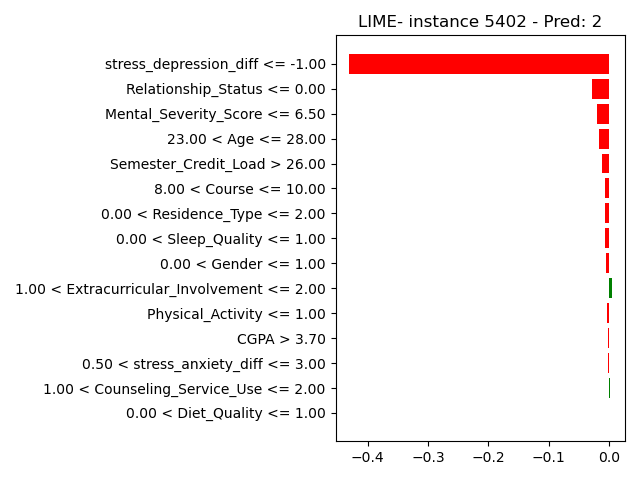 LIME- instance 5402 - Pred: 2
stress_depression_diff <= -1.00
Relationship_Status <= 0.00
Mental_Severity_Score <= 6.50
23.00 < Age <= 28.00
Semester_Credit_Load > 26.00
8.00 < Course <= 10.00
0.00 < Residence_Type <= 2.00
0.00 < Sleep_Quality <= 1.00
0.00 < Gender <= 1.00
1.00 < Extracurricular_Involvement <= 2.00
Physical_Activity <= 1.00
CGPA > 3.70
0.50 < stress_anxiety_diff <= 3.00
1.00 < Counseling_Service_Use <= 2.00
0.00 < Diet_Quality <= 1.00
−0.4 −0.3 −0.2 −0.1 0.0